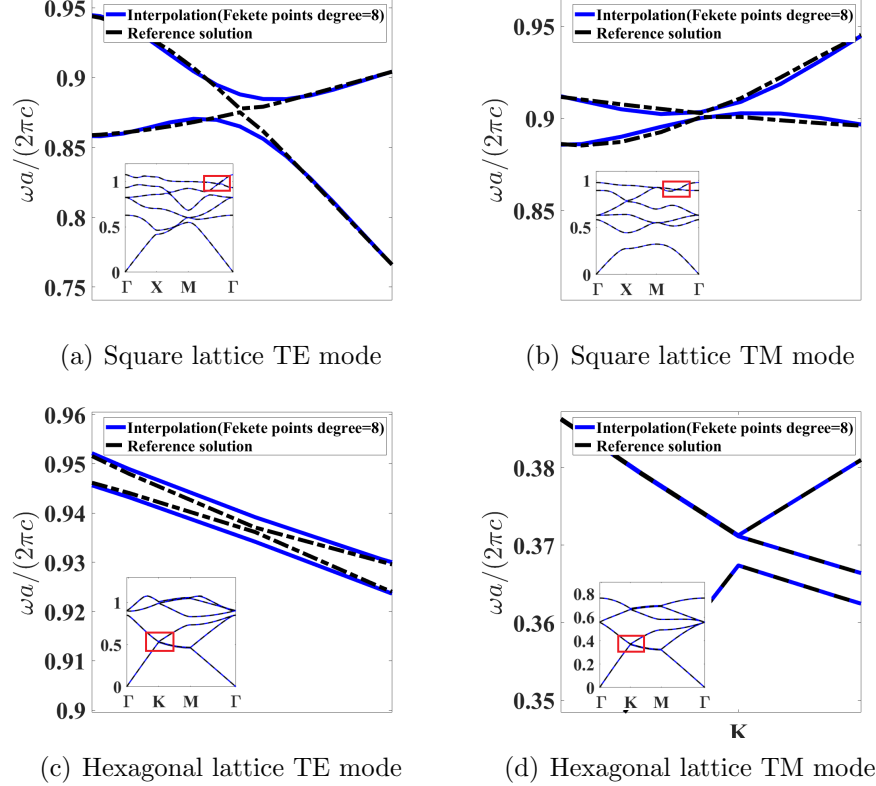 0.95
0.9
0.85
0.8
0.75
ωa/(2πc)
Interpolation(Fekete points degree=8)
Reference solution
1
0.5
0
Γ X M Γ
(a) Square lattice TE mode
0.95
0.9
0.85
ωa/(2πc)
Interpolation(Fekete points degree=8)
Reference solution
1
0.5
0
Γ X M Γ
(b) Square lattice TM mode
0.96
0.95
0.94
0.93
0.92
0.91
0.9
ωa/(2πc)
Interpolation(Fekete points degree=8)
Reference solution
1
0.5
0
Γ K M Γ
(c) Hexagonal lattice TE mode
0.38
0.37
0.36
0.35
ωa/(2πc)
Interpolation(Fekete points degree=8)
Reference solution
0.8
0.6
0.4
0.2
0
Γ K M Γ
K
(d) Hexagonal lattice TM mode